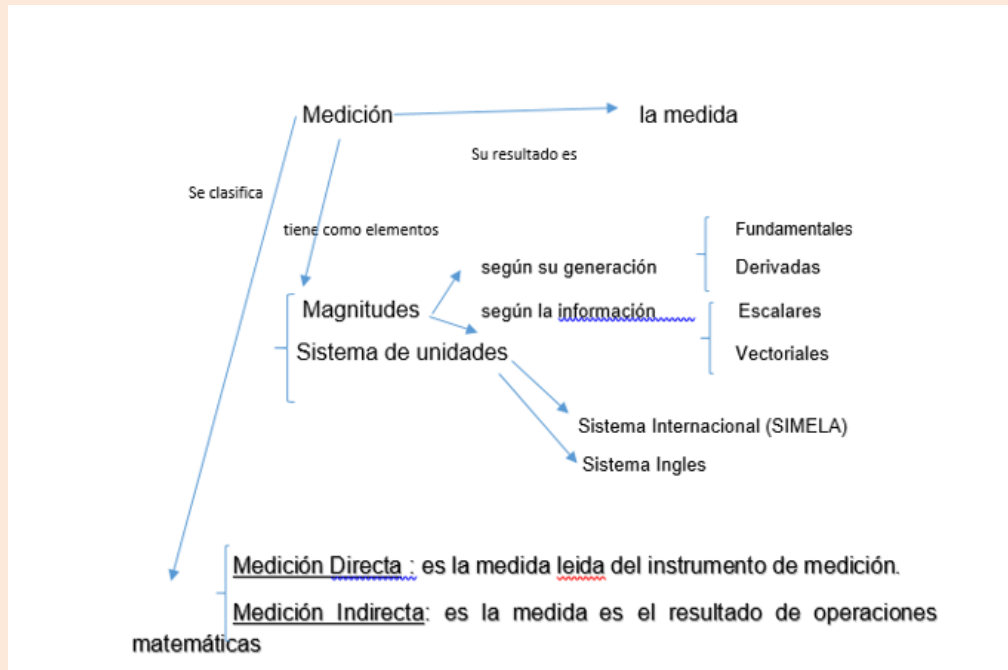 Medición
la medida
Su resultado es
Se clasifica
tiene como elementos
Fundamentales
según su generación
Derivadas
Magnitudes
según la información
Escalares
Sistema de unidades
Vectoriales
Sistema Internacional (SIMELA)
Sistema Ingles
Medición Directa : es la medida leida del instrumento de medición.
Medición Indirecta: es la medida es el resultado de operaciones
matemáticas